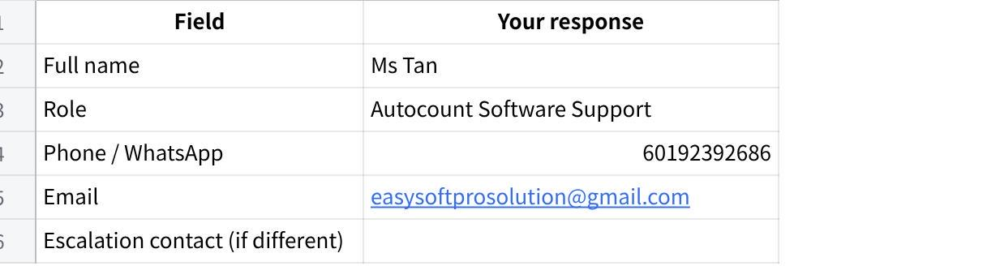 1 Field Your response
2 Full name Ms Tan
3 Role Autocount Software Support
4 Phone / WhatsApp 60192392686
5 Email easysoftprosolution@gmail.com
6 Escalation contact (if different)